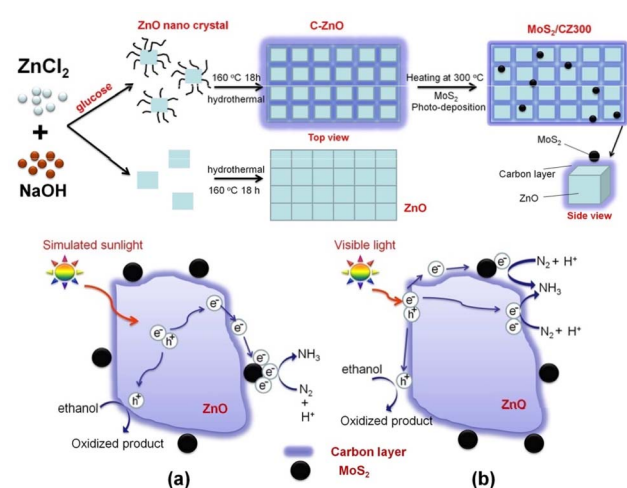 ZnO nano crystal
C-ZnO
MoS2/CZ300
ZnCl2
+
NaOH
glucose
160 °C 18h
hydrothermal
Heating at 300 °C
MoS2
Photo-deposition
Top view
hydrothermal
160 °C 18 h
ZnO
MoS2
Carbon layer
ZnO
Side view
Simulated sunlight
e-
e-
h+
e-
e-
e-
e-
h+
NH3
N2
+
H+
ethanol
Oxidized product
ZnO
(a)
Visible light
e-
e-
N2 + H+
NH3
e-
h+
e-
e-
N2 + H+
ethanol
h+
Oxidized product
ZnO
(b)
Carbon layer
MoS2